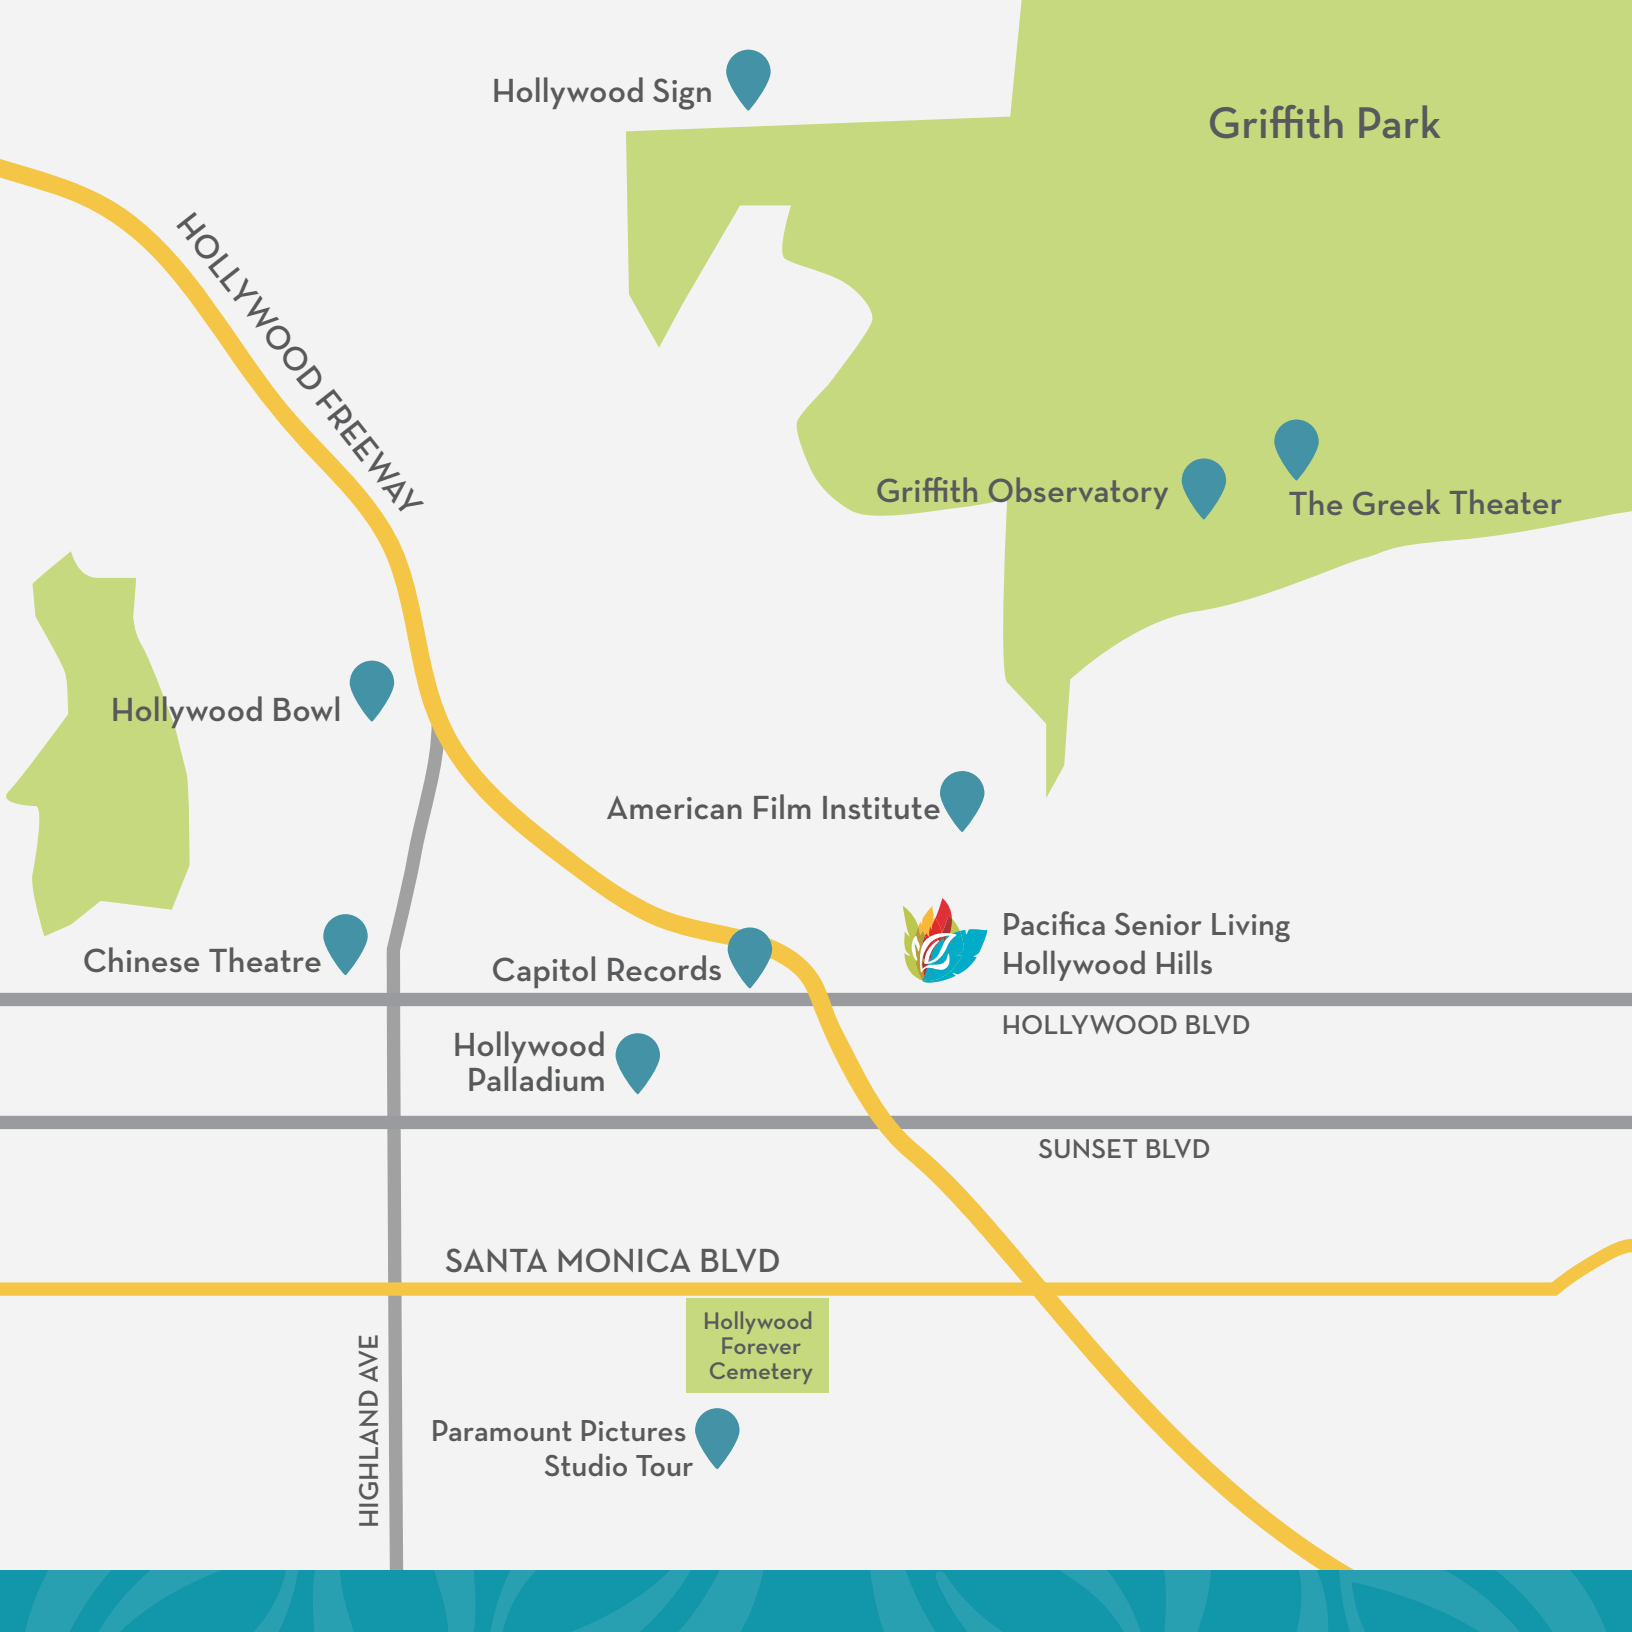 Hollywood Sign
Griffith Park
HOLLYWOOD FREEWAY
Griffith Observatory
The Greek Theater
Hollywood Bowl
American Film Institute
Pacifica Senior Living
Hollywood Hills
Chinese Theatre
Capitol Records
HOLLYWOOD BLVD
Hollywood
Palladium
SUNSET BLVD
SANTA MONICA BLVD
Hollywood
Forever
Cemetery
HIGHLAND AVE
Paramount Pictures
Studio Tour